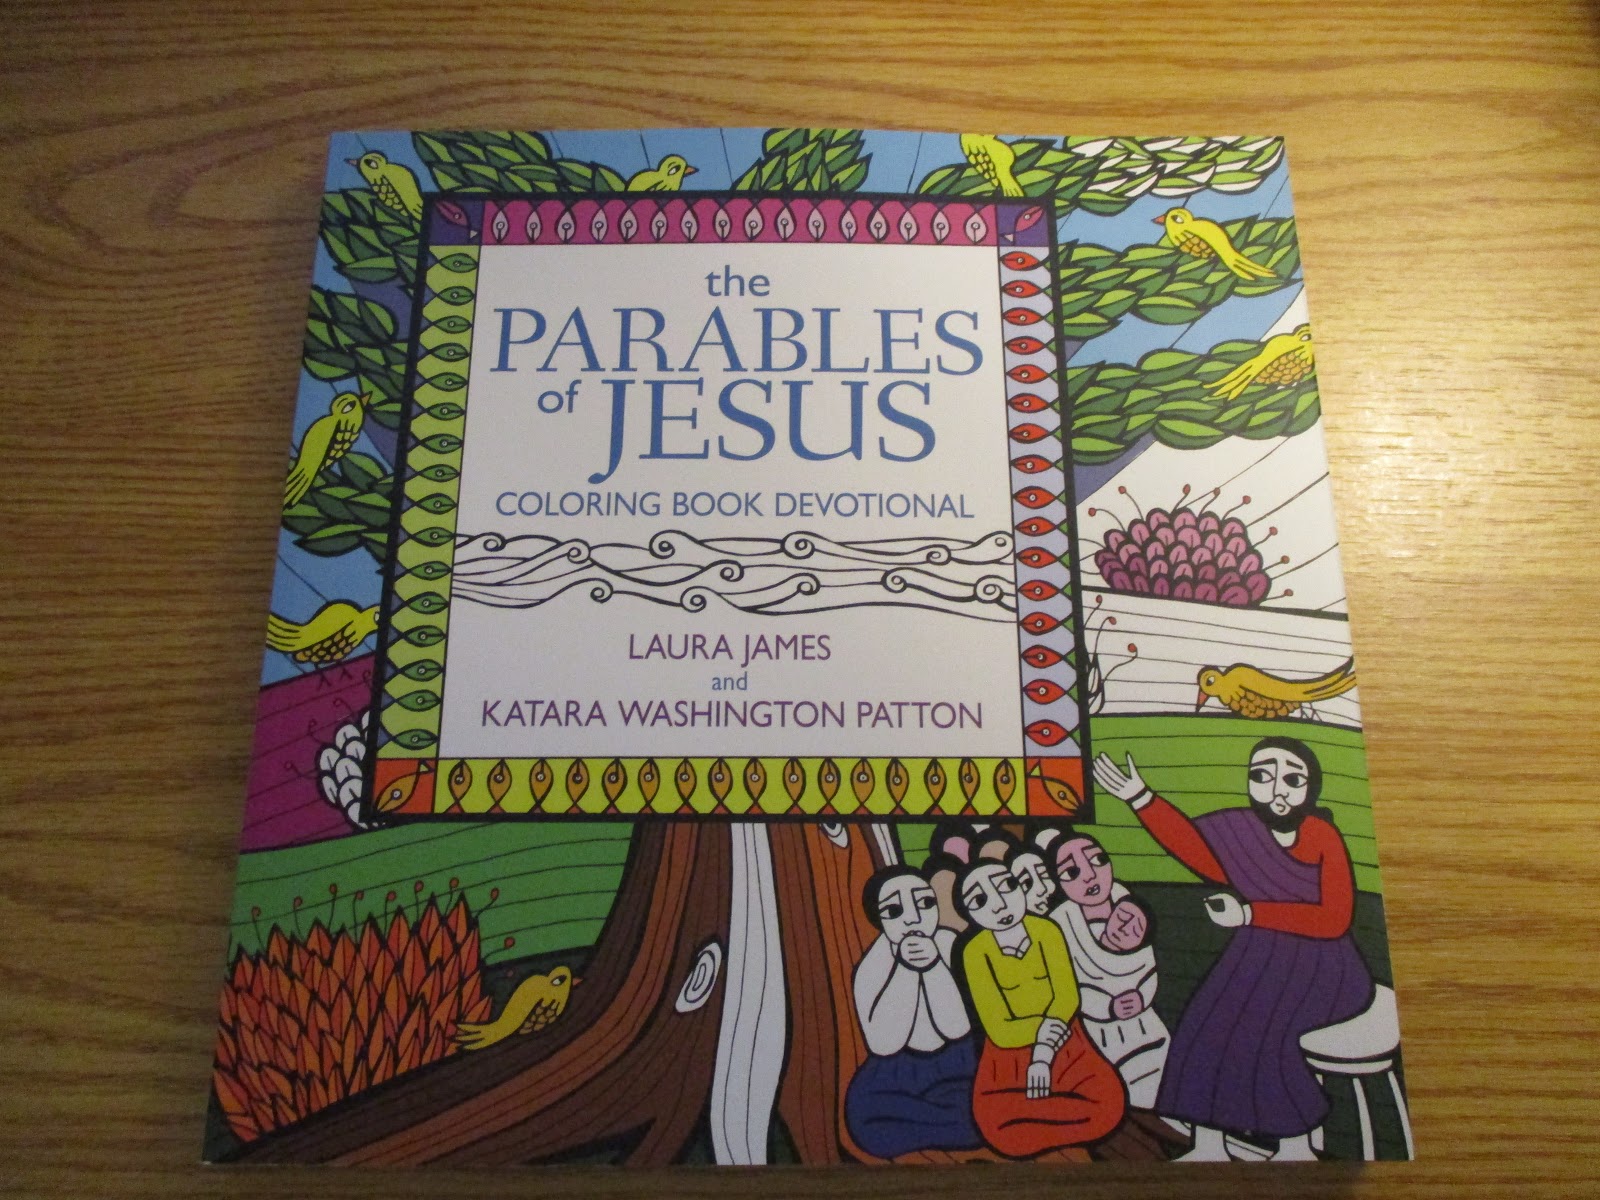 the
PARABLES
of JESUS
COLORING BOOK DEVOTIONAL
LAURA JAMES
and
KATARA WASHINGTON PATTON